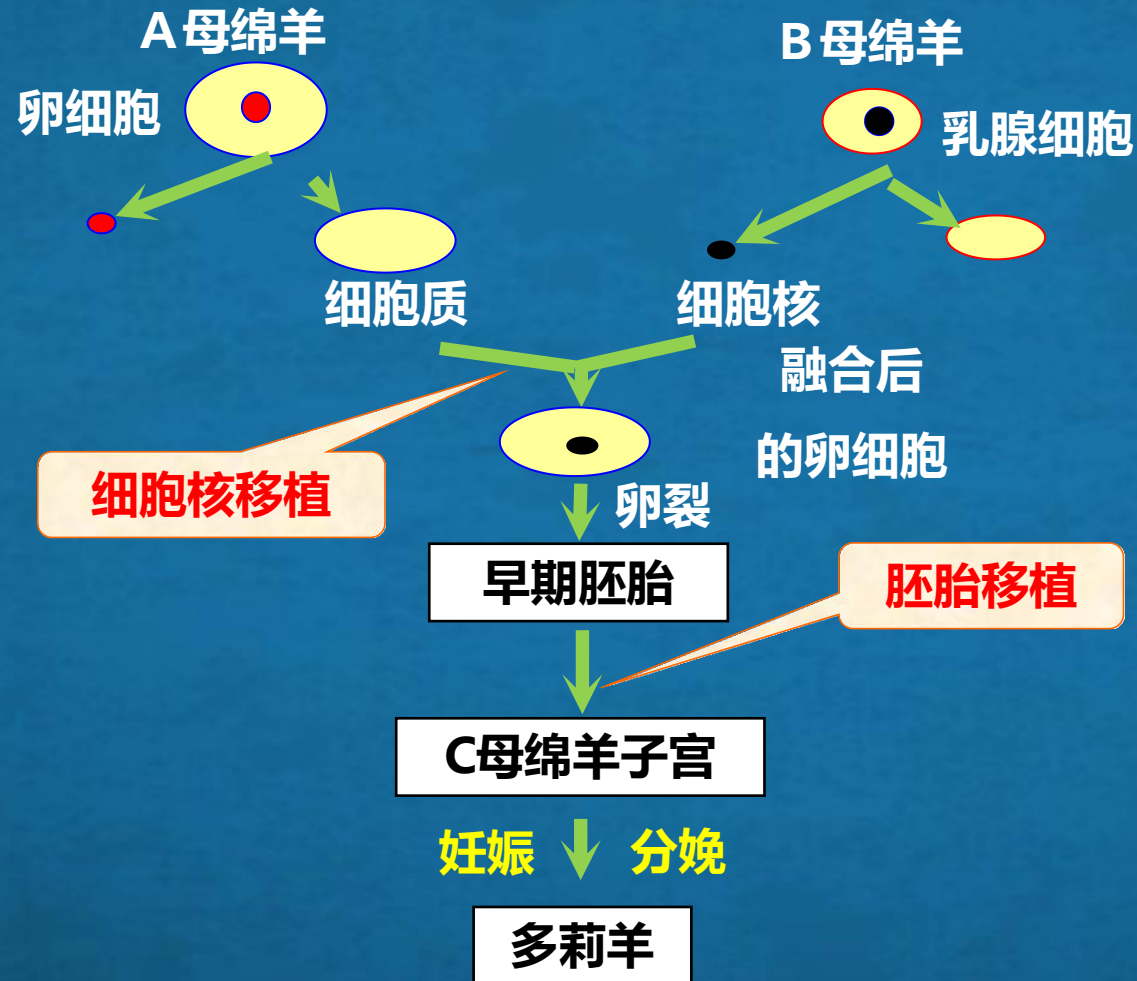 A母绵羊
B母绵羊
卵细胞
乳腺细胞
细胞质
细胞核
融合后
的卵细胞
细胞核移植
卵裂
早期胚胎
胚胎移植
C母绵羊子宫
妊娠
分娩
多莉羊